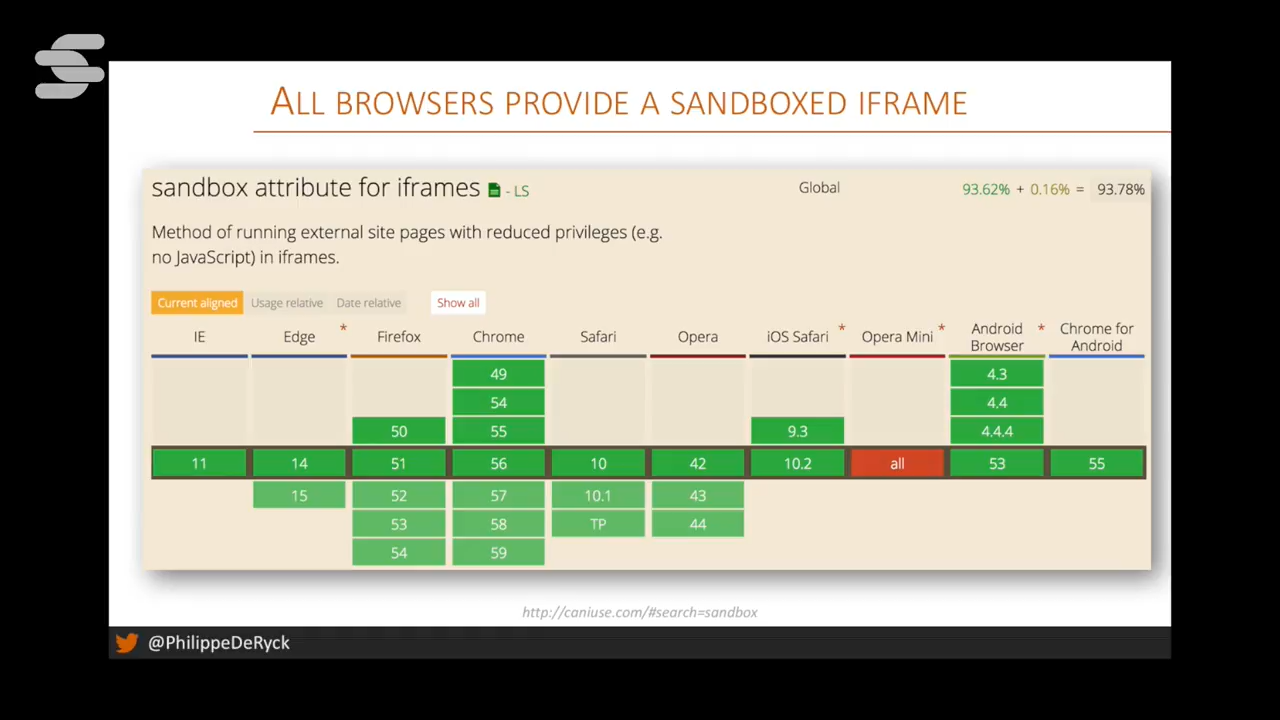 ALL BROWSERS PROVIDE A SANDBOXED IFRAME
sandbox attribute for iframes - LS
Global
93.62% + 0.16% = 93.78%
Method of running external site pages with reduced privileges (e.g.
no JavaScript) in iframes.
Current aligned Usage relative Date relative Show all
IE Edge * Firefox Chrome Safari Opera iOS Safari * Opera Mini * Android Browser * Chrome for Android
49 4.3
54 4.4
50 55 9.3 4.4.4
11 14 51 56 10 42 10.2 all 53 55
15 52 57 10.1 43
53 58 TP 44
54 59
http://caniuse.com/#search=sandbox
@PhilippeDeRyck